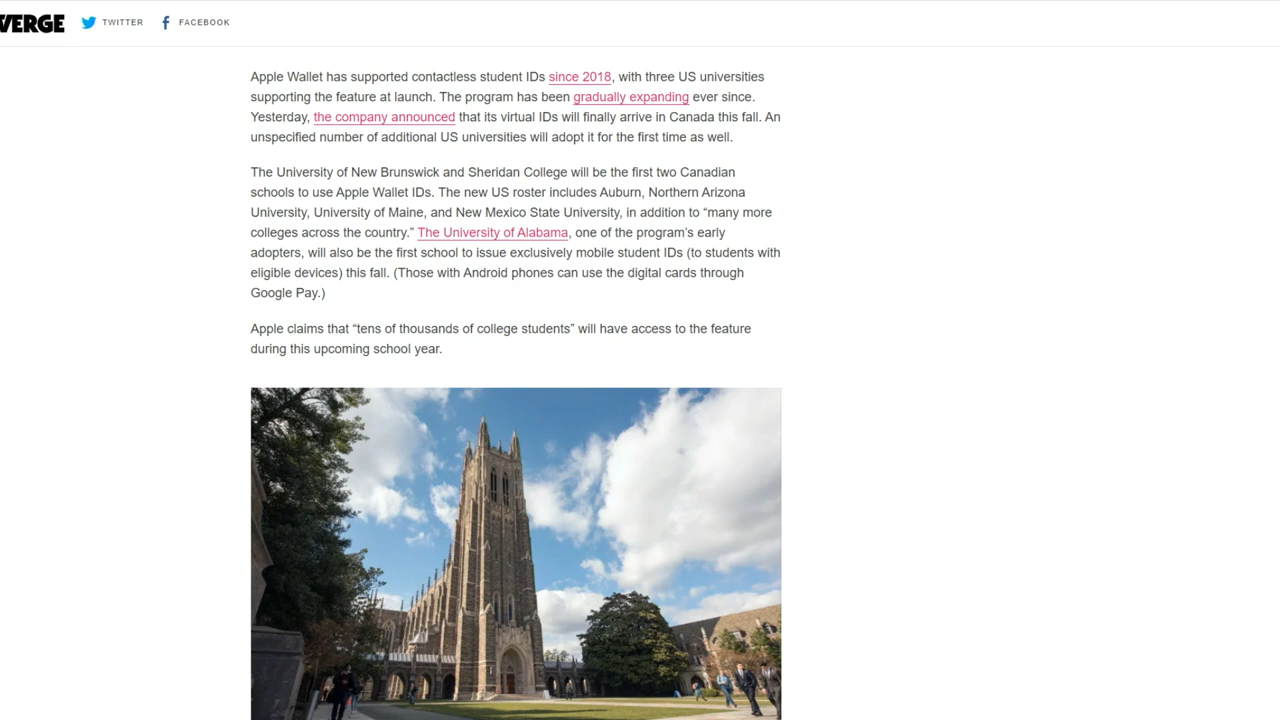 VERGE TWITTER FACEBOOK
Apple Wallet has supported contactless student IDs since 2018, with three US universities
supporting the feature at launch. The program has been gradually expanding ever since.
Yesterday, the company announced that its virtual IDs will finally arrive in Canada this fall. An
unspecified number of additional US universities will adopt it for the first time as well.
The University of New Brunswick and Sheridan College will be the first two Canadian
schools to use Apple Wallet IDs. The new US roster includes Auburn, Northern Arizona
University, University of Maine, and New Mexico State University, in addition to “many more
colleges across the country.” The University of Alabama, one of the program’s early
adopters, will also be the first school to issue exclusively mobile student IDs (to students with
eligible devices) this fall. (Those with Android phones can use the digital cards through
Google Pay.)
Apple claims that “tens of thousands of college students” will have access to the feature
during this upcoming school year.